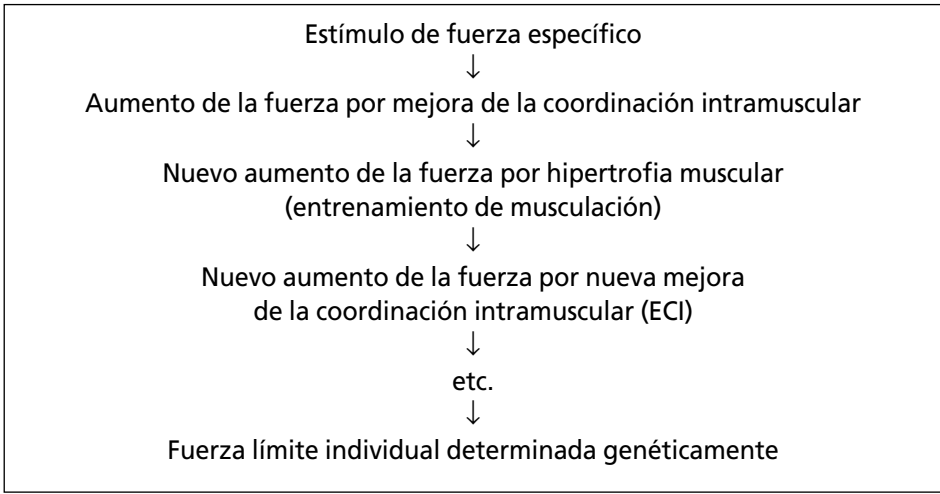 Estímulo de fuerza específico
↓
Aumento de la fuerza por mejora de la coordinación intramuscular
↓
Nuevo aumento de la fuerza por hipertrofia muscular
(entrenamiento de musculación)
↓
Nuevo aumento de la fuerza por nueva mejora
de la coordinación intramuscular (ECI)
↓
etc.
↓
Fuerza límite individual determinada genéticamente